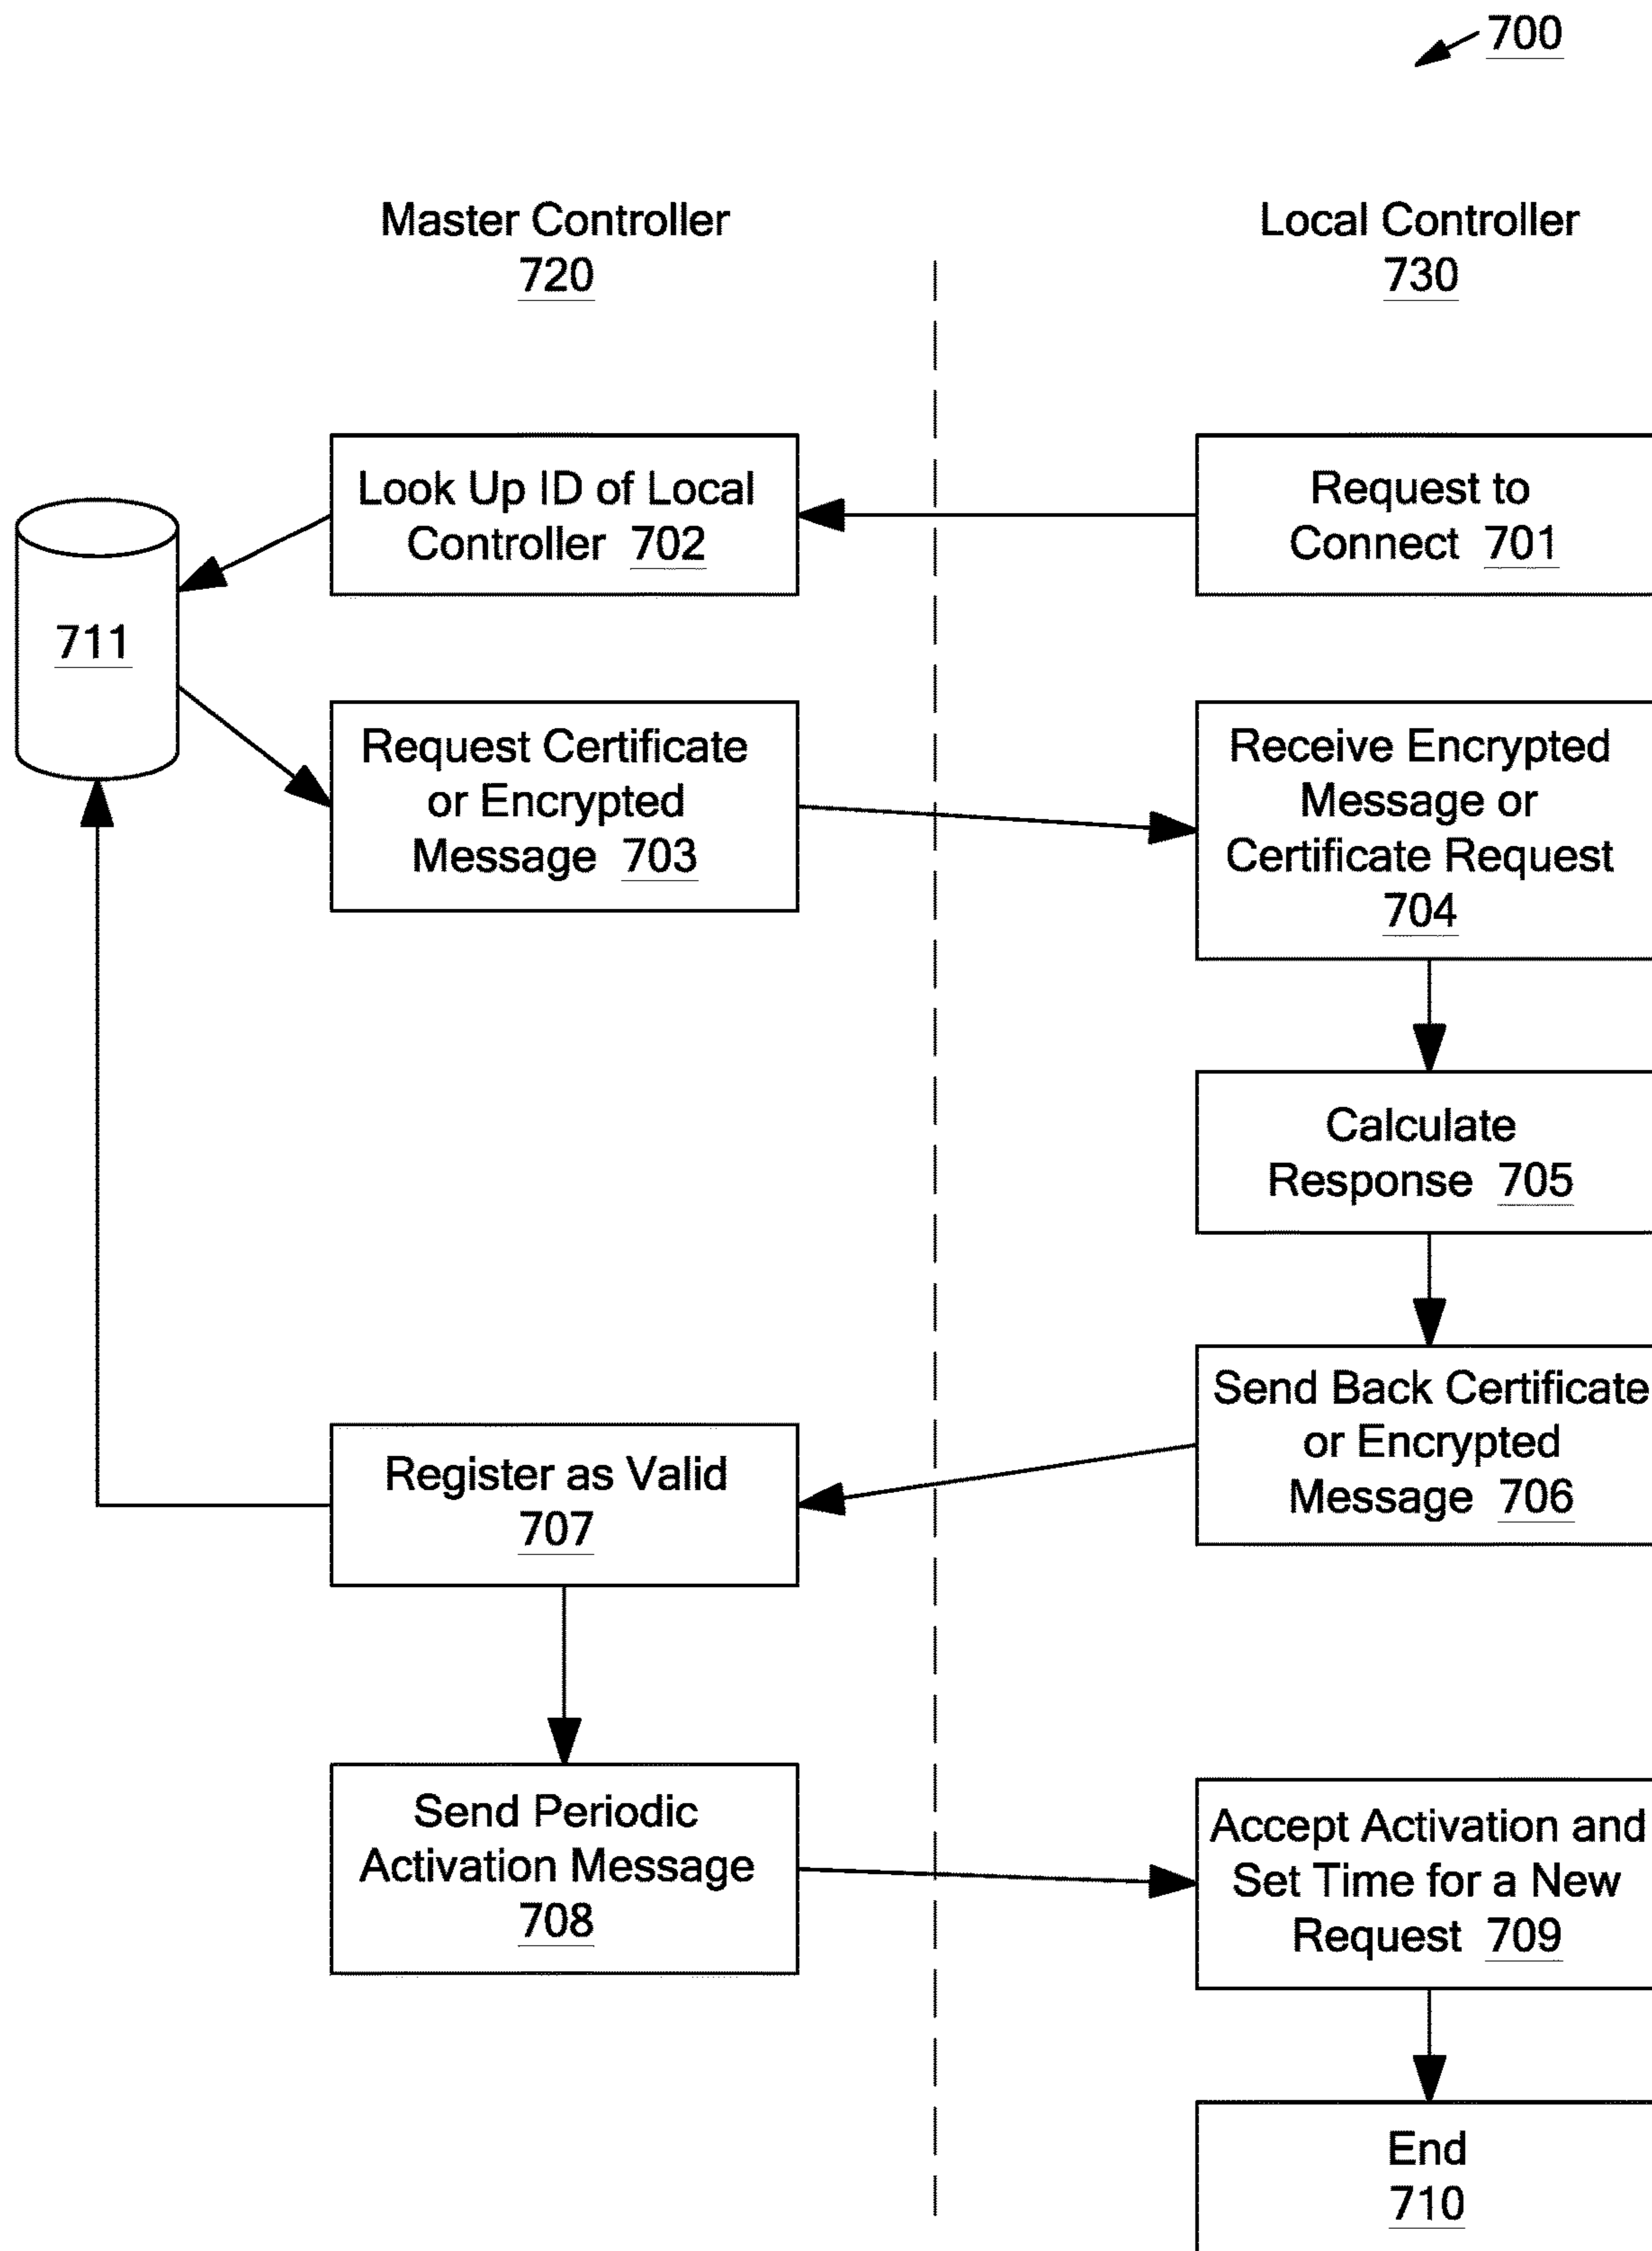 700
Master Controller
720
Local Controller
730
Look Up ID of Local
Controller 702
Request to
Connect 701
711
Request Certificate
or Encrypted
Message 703
Receive Encrypted
Message or
Certificate Request
704
Calculate
Response 705
Send Back Certificate
or Encrypted
Message 706
Register as Valid
707
Send Periodic
Activation Message
708
Accept Activation and
Set Time for a New
Request 709
End
710